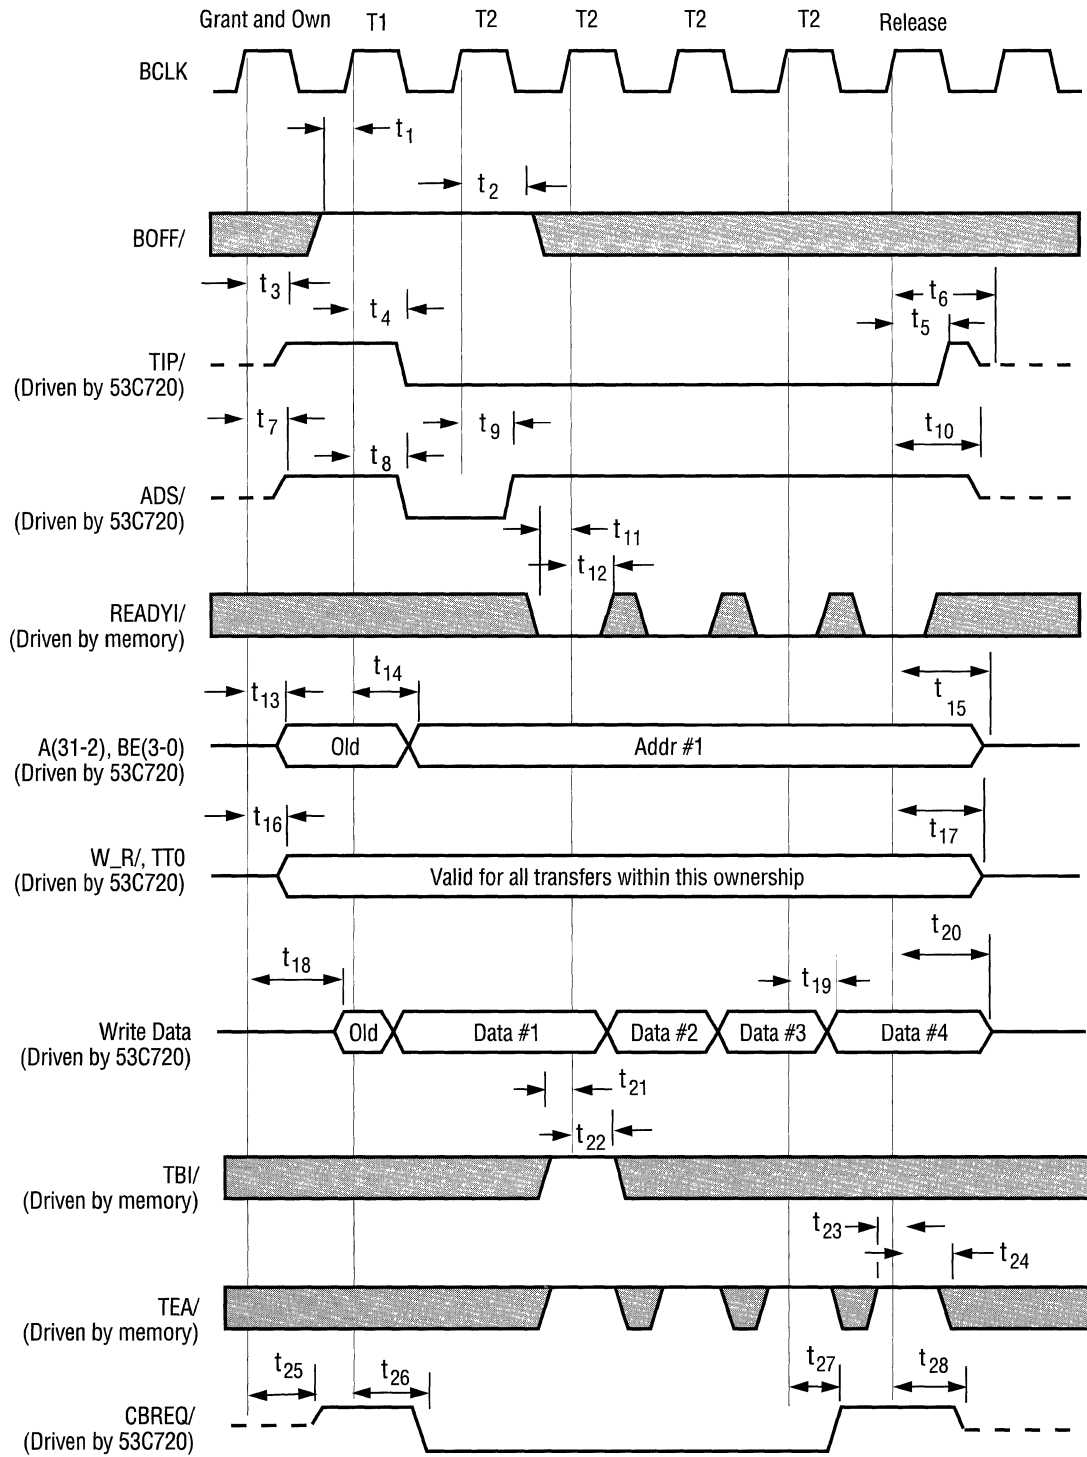 Grant and Own T1 T2 T2 T2 T2 Release
BCLK
t1
t2
BOFF/
t3
t4
t6
t5
TIP/
(Driven by 53C720)
t7
t9
t10
t8
ADS/
(Driven by 53C720)
t11
t12
READYI/
(Driven by memory)
t13
t14
t15
A(31-2), BE(3-0)
(Driven by 53C720)
Old Addr #1
t16
t17
W_R/, TT0
(Driven by 53C720)
Valid for all transfers within this ownership
t18
t19
t20
Write Data
(Driven by 53C720)
Old Data #1 Data #2 Data #3 Data #4
t21
t22
TBI/
(Driven by memory)
t23
t24
TEA/
(Driven by memory)
t25
t26
t27
t28
CBREQ/
(Driven by 53C720)